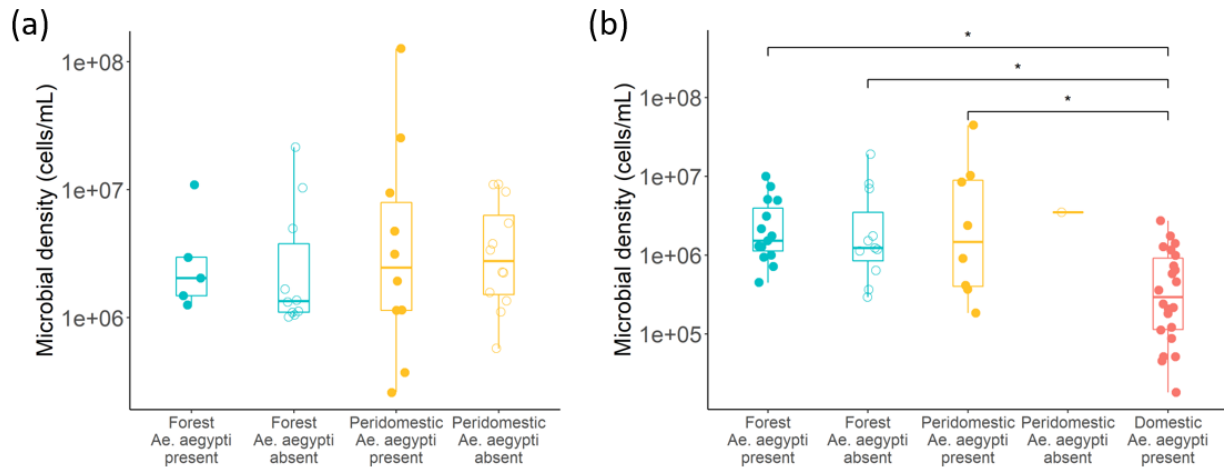 (a)
Microbial density (cells/mL)
1e+08
1e+07
1e+06
Forest
Ae. aegypti
present
Forest
Ae. aegypti
absent
Peridomestic
Ae. aegypti
present
Peridomestic
Ae. aegypti
absent
(b)
Microbial density (cells/mL)
1e+08
1e+07
1e+06
1e+05
*
*
*
Forest
Ae. aegypti
present
Forest
Ae. aegypti
absent
Peridomestic
Ae. aegypti
present
Peridomestic
Ae. aegypti
absent
Domestic
Ae. aegypti
present